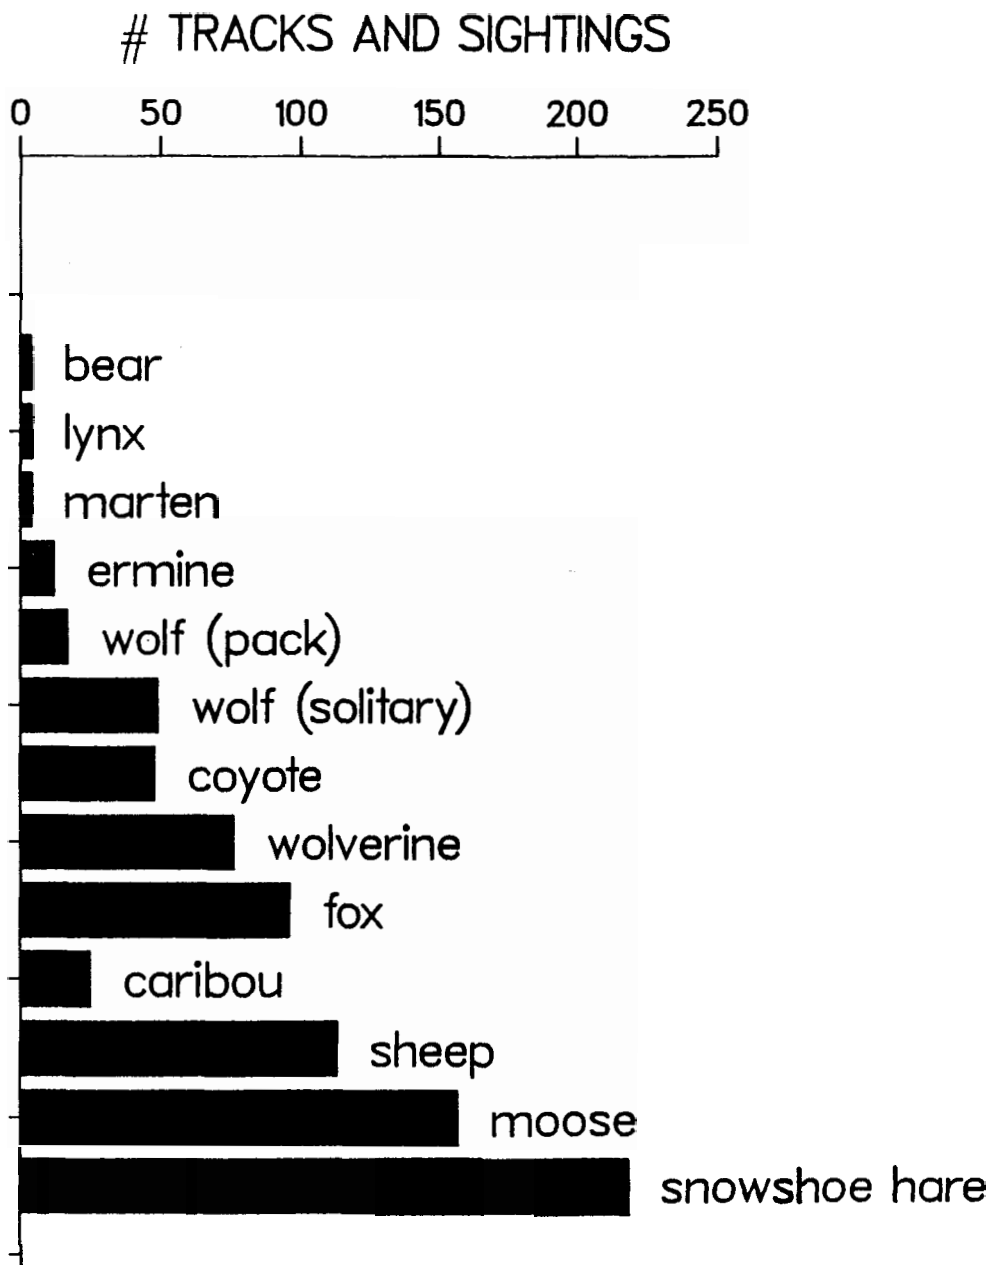 # TRACKS AND SIGHTINGS
0 50 100 150 200 250
bear
lynx
marten
ermine
wolf (pack)
wolf (solitary)
coyote
wolverine
fox
caribou
sheep
moose
snowshoe hare